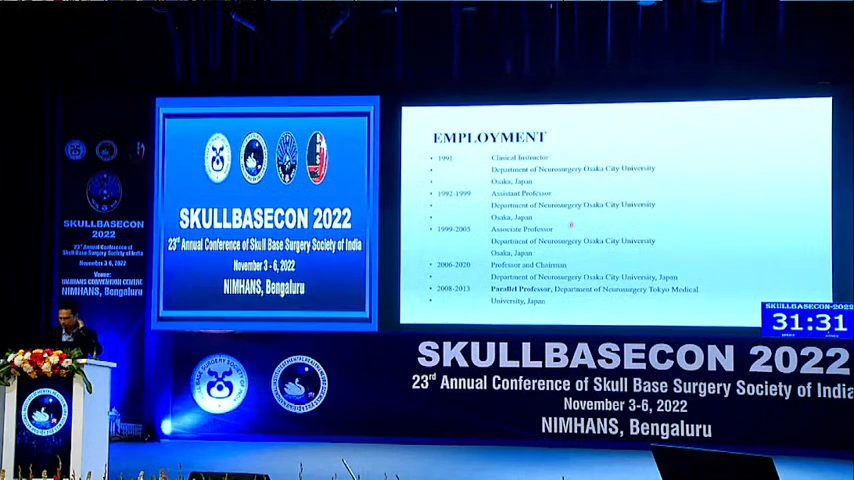 SKULLBASECON
2022
23rd Annual Conference of
Skull Base Surgery Society of India
November 3-6, 2022
Venue:
NIMHANS CONVENTION CENTRE
NIMHANS, Bengaluru
SKULLBASECON 2022
23rd Annual Conference of Skull Base Surgery Society of India
November 3 - 6, 2022
NIMHANS, Bengaluru
EMPLOYMENT
• 1991 Clinical Instructor
• Department of Neurosurgery Osaka City University
• Osaka, Japan
• 1992-1999 Assistant Professor
• Department of Neurosurgery Osaka City University
• Osaka, Japan
• 1999-2005 Associate Professor
• Department of Neurosurgery Osaka City University
Osaka, Japan
• 2006-2020 Professor and Chairman
• Department of Neurosurgery Osaka City University, Japan
• 2008-2013 Parallel Professor, Department of Neurosurgery Tokyo Medical
• University, Japan
SKULLBASECON-2022
31:31
SKULLBASECON 2022
23rd Annual Conference of Skull Base Surgery Society of India
November 3-6, 2022
NIMHANS, Bengaluru